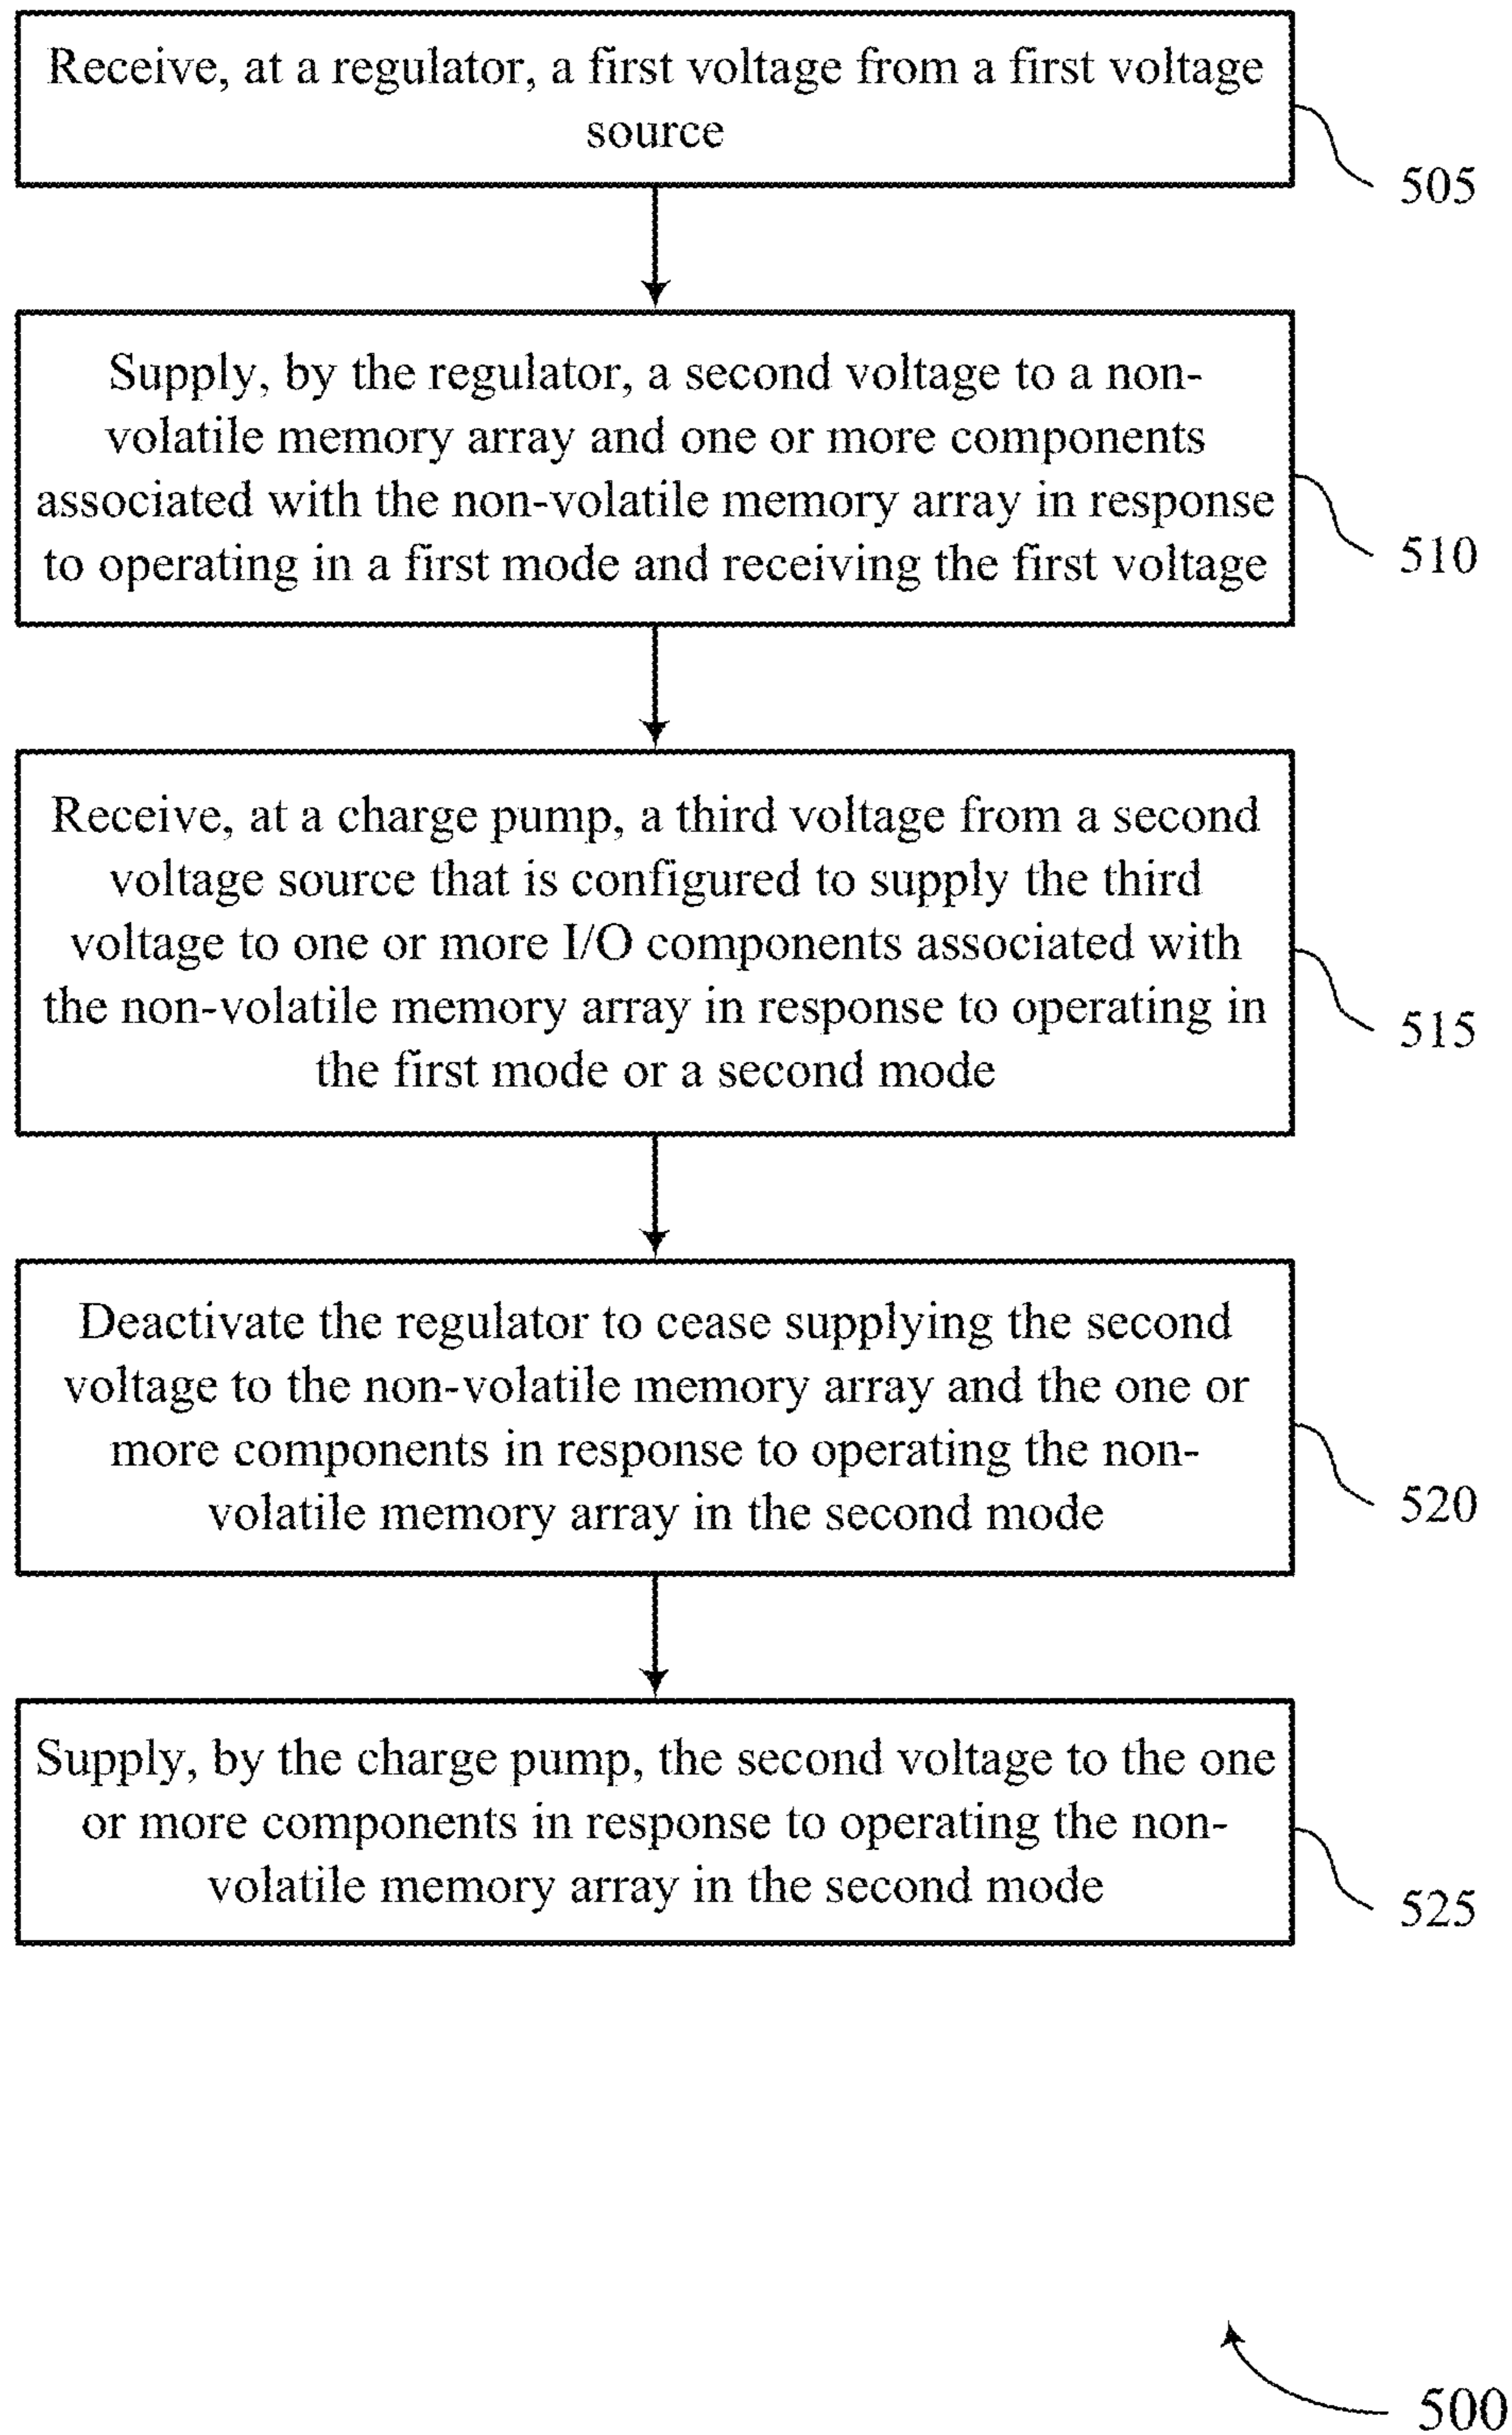 Receive, at a regulator, a first voltage from a first voltage
source
505
Supply, by the regulator, a second voltage to a non-
volatile memory array and one or more components
associated with the non-volatile memory array in response
to operating in a first mode and receiving the first voltage
510
Receive, at a charge pump, a third voltage from a second
voltage source that is configured to supply the third
voltage to one or more I/O components associated with
the non-volatile memory array in response to operating in
the first mode or a second mode
515
Deactivate the regulator to cease supplying the second
voltage to the non-volatile memory array and the one or
more components in response to operating the non-
volatile memory array in the second mode
520
Supply, by the charge pump, the second voltage to the one
or more components in response to operating the non-
volatile memory array in the second mode
525
500